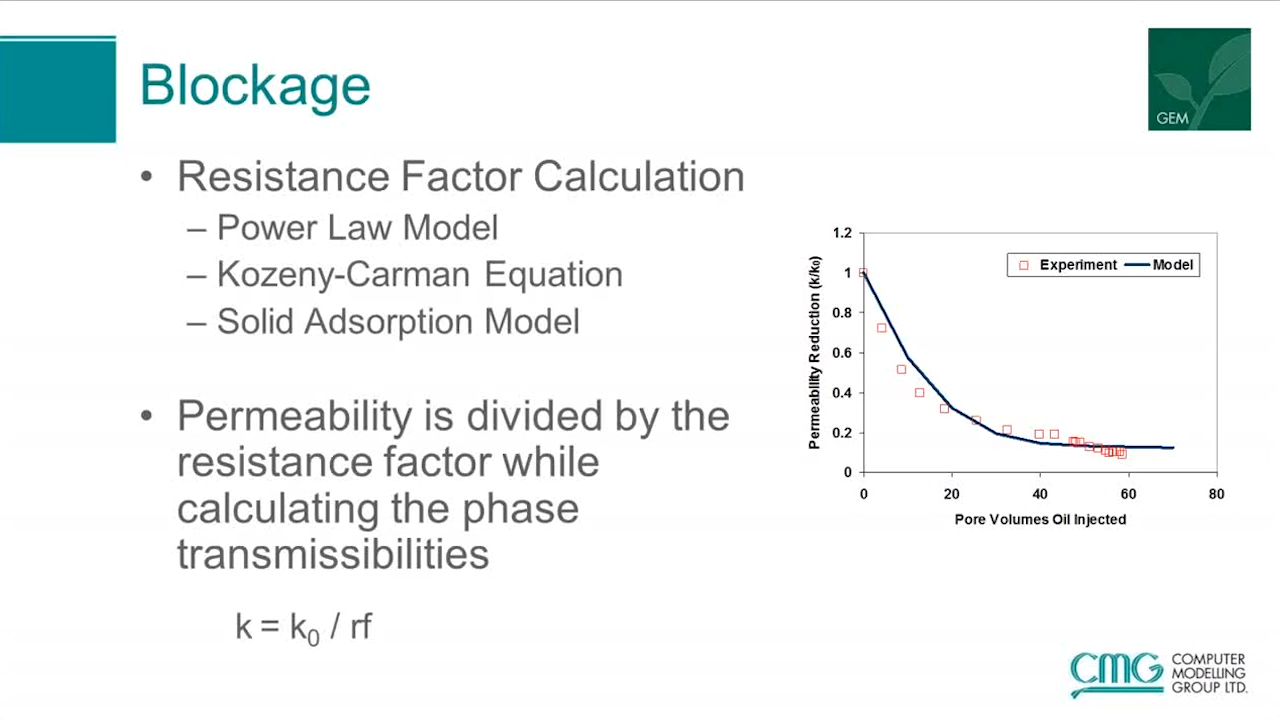 Blockage
GEM
• Resistance Factor Calculation
– Power Law Model
– Kozeny-Carman Equation
– Solid Adsorption Model
• Permeability is divided by the
resistance factor while
calculating the phase
transmissibilities
k = k₀ / rf
Permeability Reduction (k/k₀)
1.2
1
0.8
0.6
0.4
0.2
0
Experiment Model
0 20 40 60 80
Pore Volumes Oil Injected
CMG
COMPUTER
MODELLING
GROUP LTD.